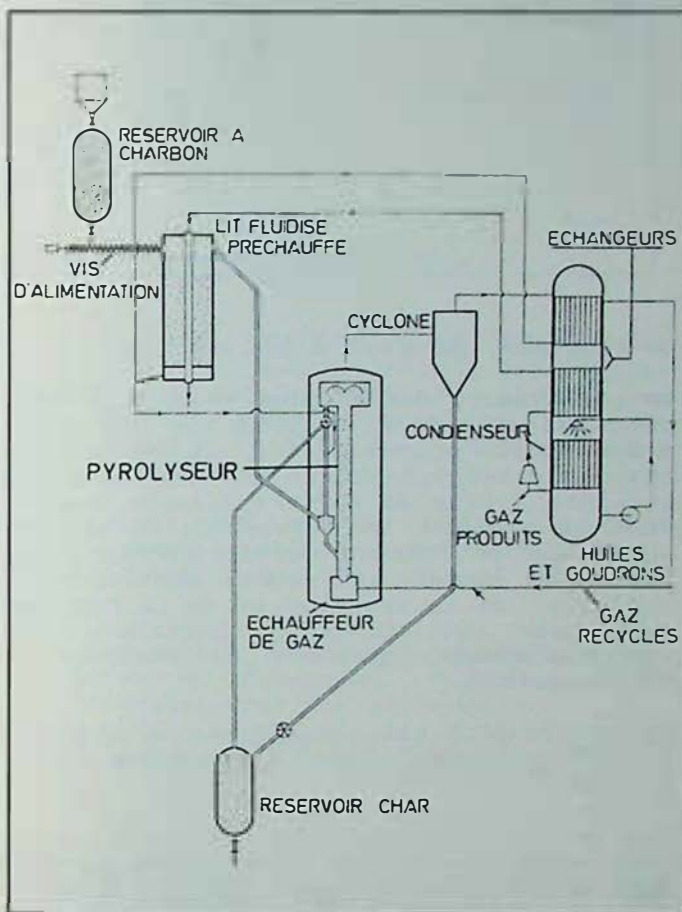 RESERVOIR A
CHARBON
LIT FLUIDISE
PRECHAUFFE
VIS
D'ALIMENTATION
ECHANGEURS
CYCLONE
CONDENSEUR
PYROLYSEUR
GAZ
PRODUITS
HUILES
ET GOUDRONS
GAZ
RECYCLES
ECHAUFFEUR
DE GAZ
RESERVOIR CHAR